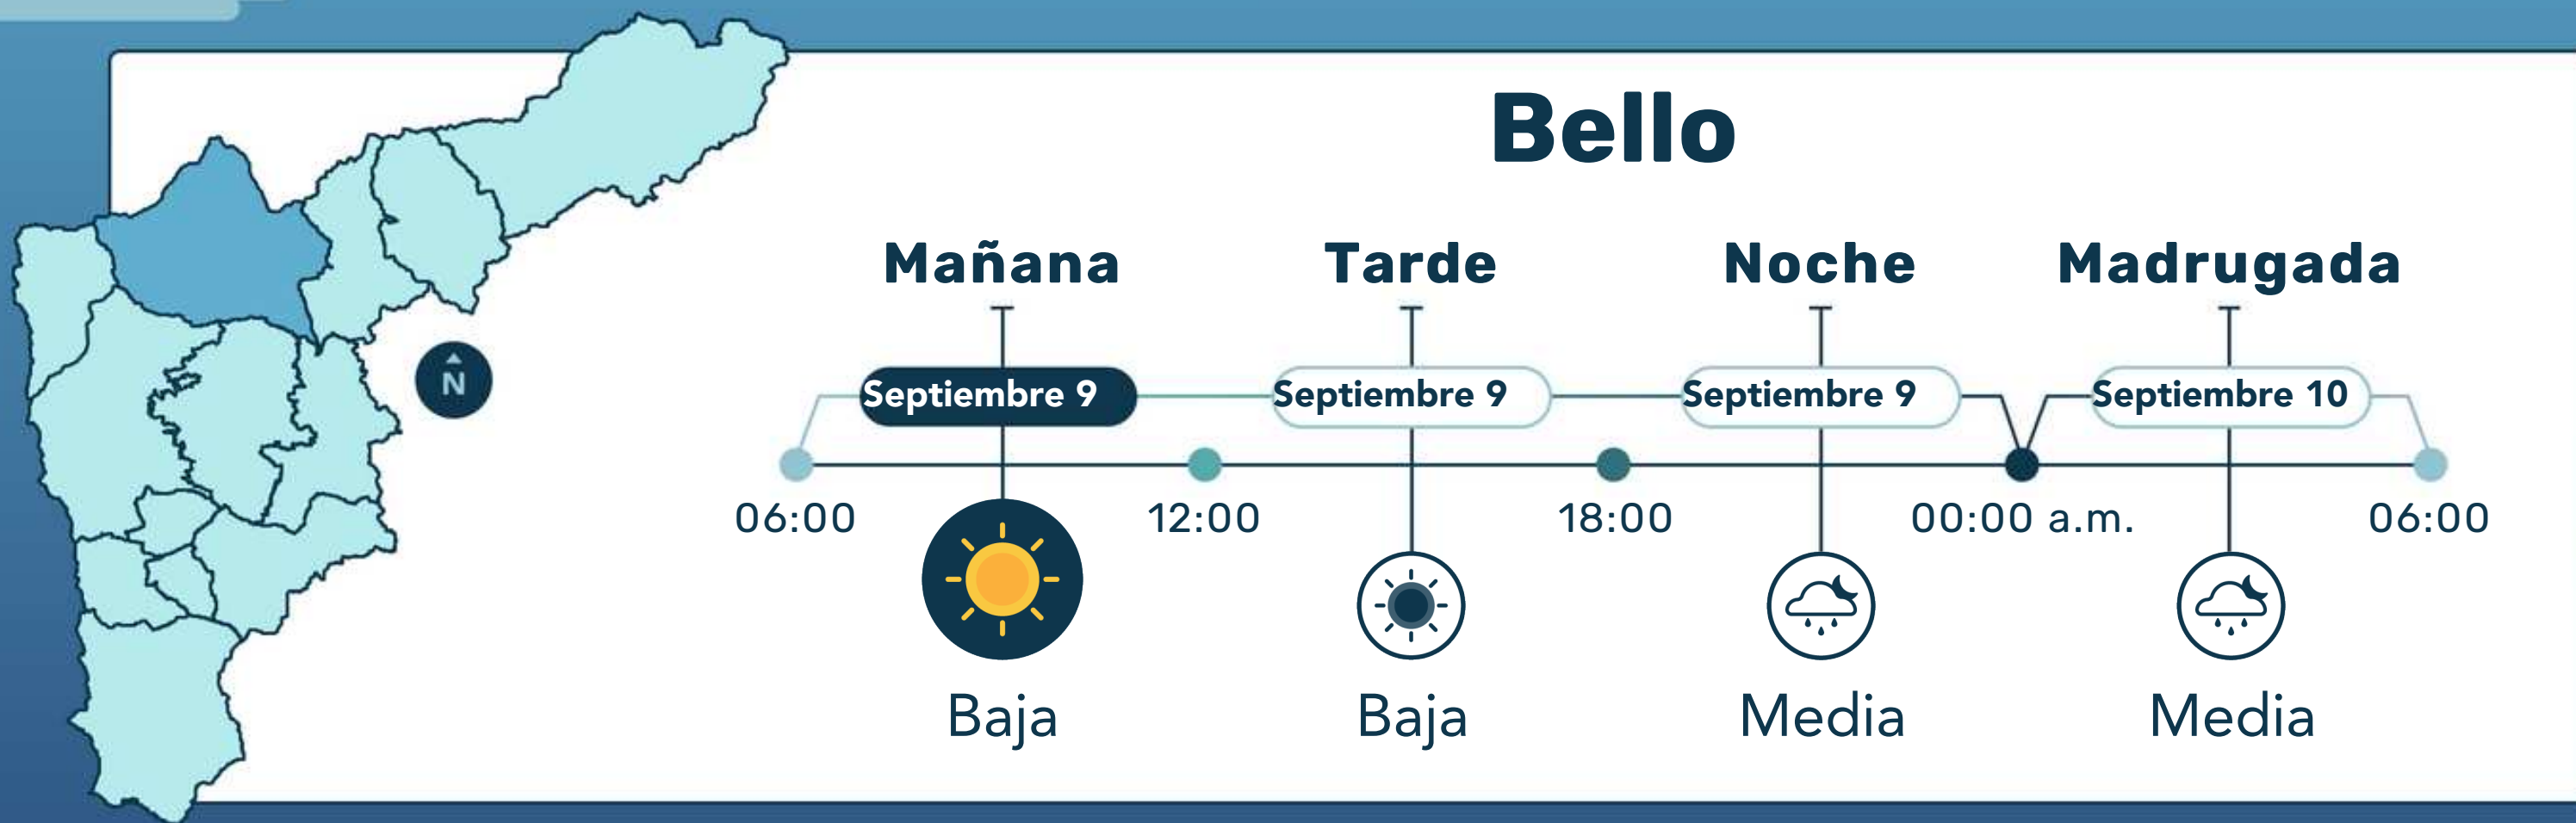 Bello
Mañana Tarde Noche Madrugada
N
Septiembre 9 Septiembre 9 Septiembre 9 Septiembre 10
06:00 12:00 18:00 00:00 a.m. 06:00
Baja Baja Media Media